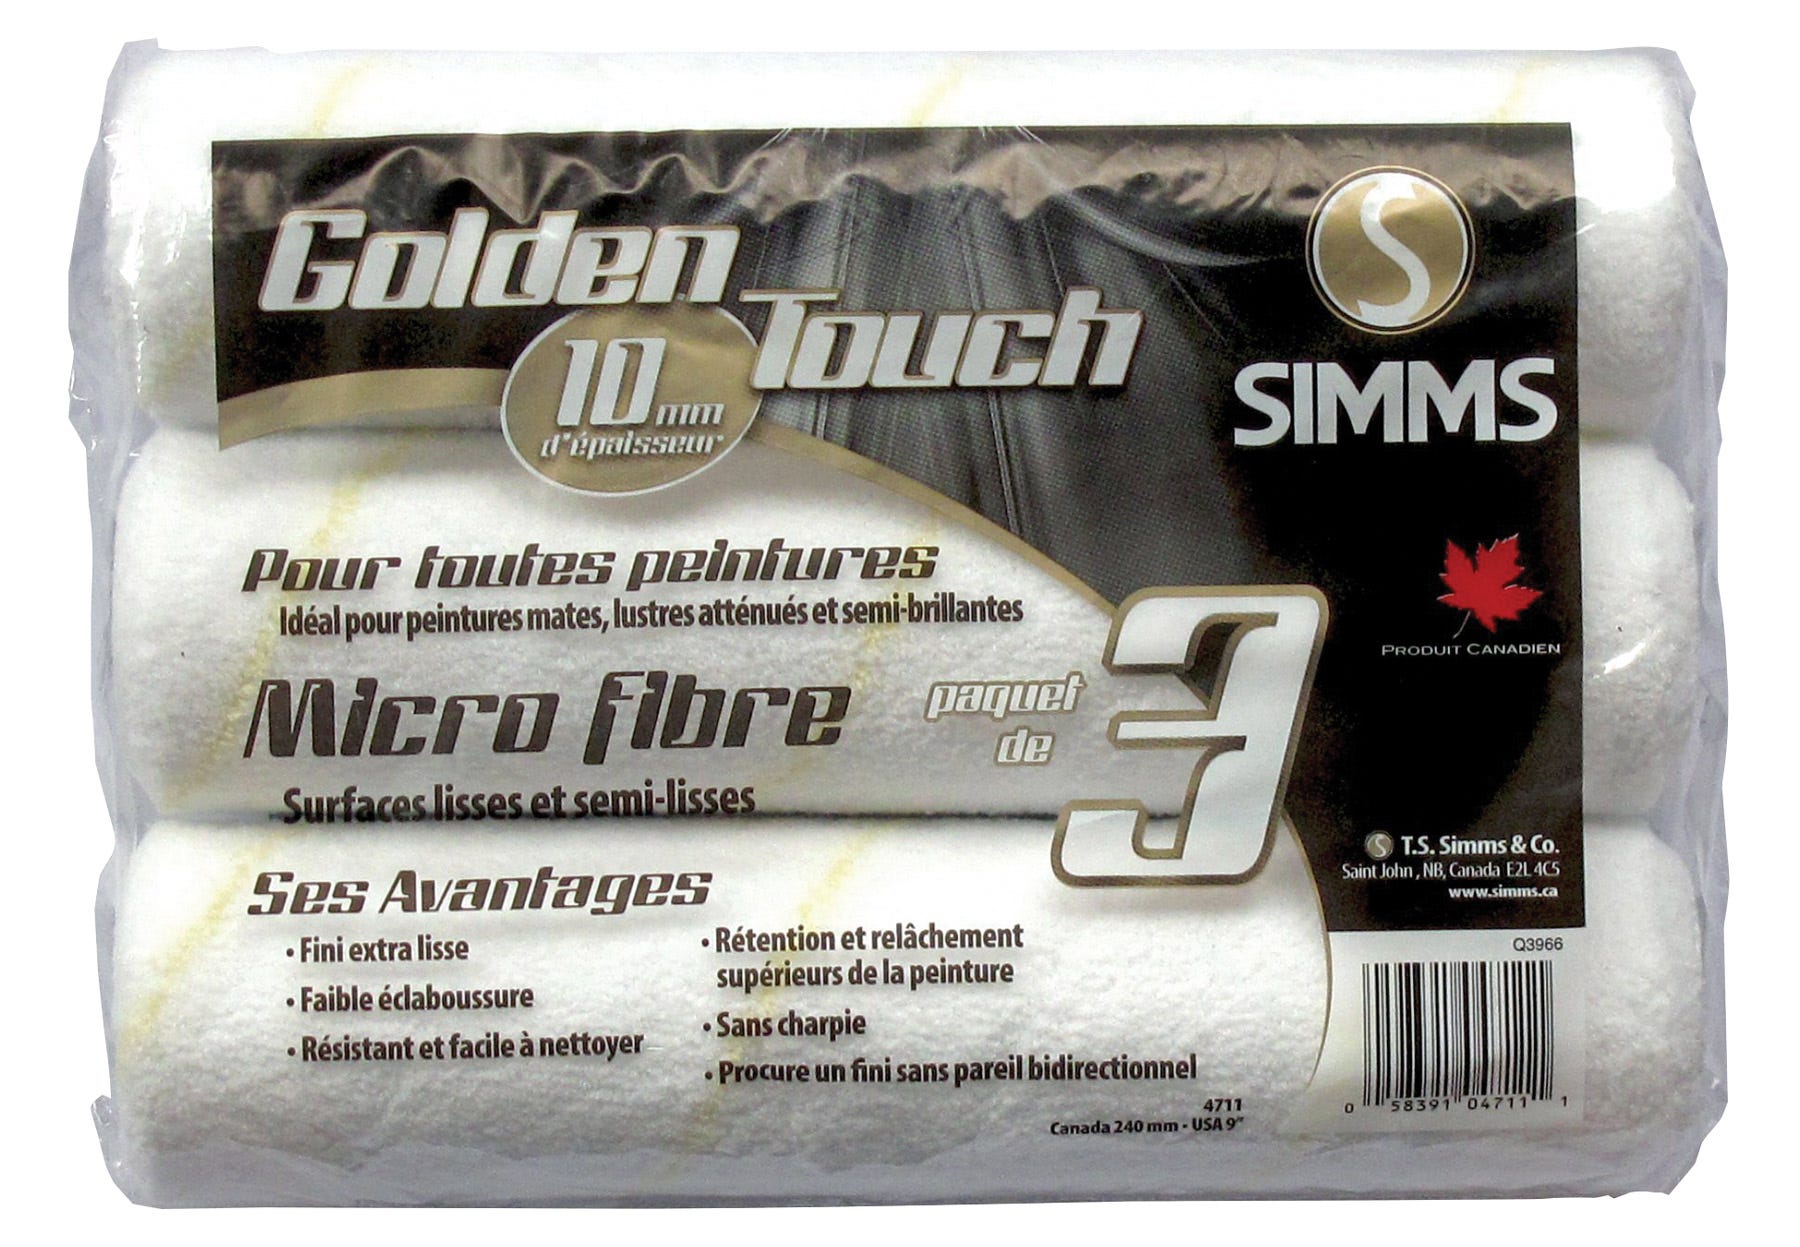 Golden
Touch
10 mm
d'épaisseur
S
SIMMS
Pour toutes peintures
Idéal pour peintures mates, lustres atténués et semi-brillantes
PRODUIT CANADIEN
Micro fibre
Surfaces lisses et semi-lisses
paquet
de
3
S T.S. Simms & Co.
Saint John , NB, Canada E2L 4C5
www.simms.ca
Ses Avantages
• Fini extra lisse
• Faible éclaboussure
• Résistant et facile à nettoyer
• Rétention et relâchement
supérieurs de la peinture
• Sans charpie
• Procure un fini sans pareil bidirectionnel
4711
Canada 240 mm - USA 9"
Q3966
0 58391 04711 1